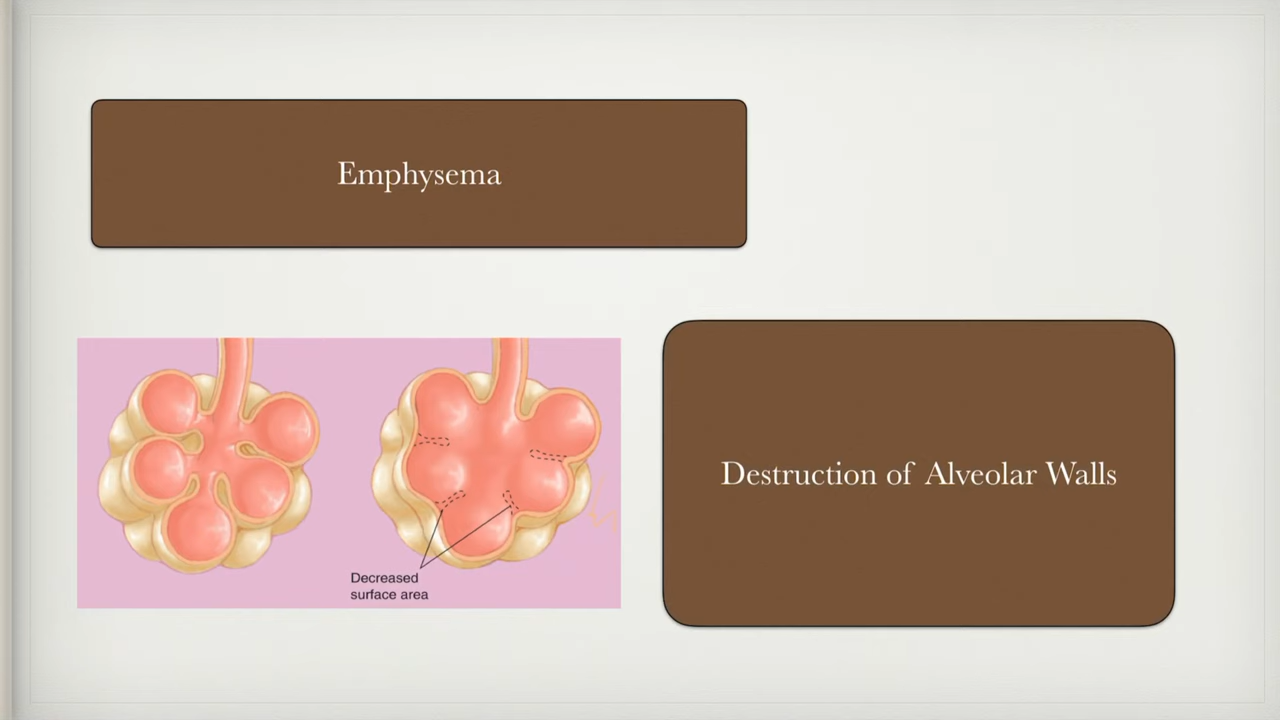 Emphysema
Destruction of Alveolar Walls
Decreased
surface area